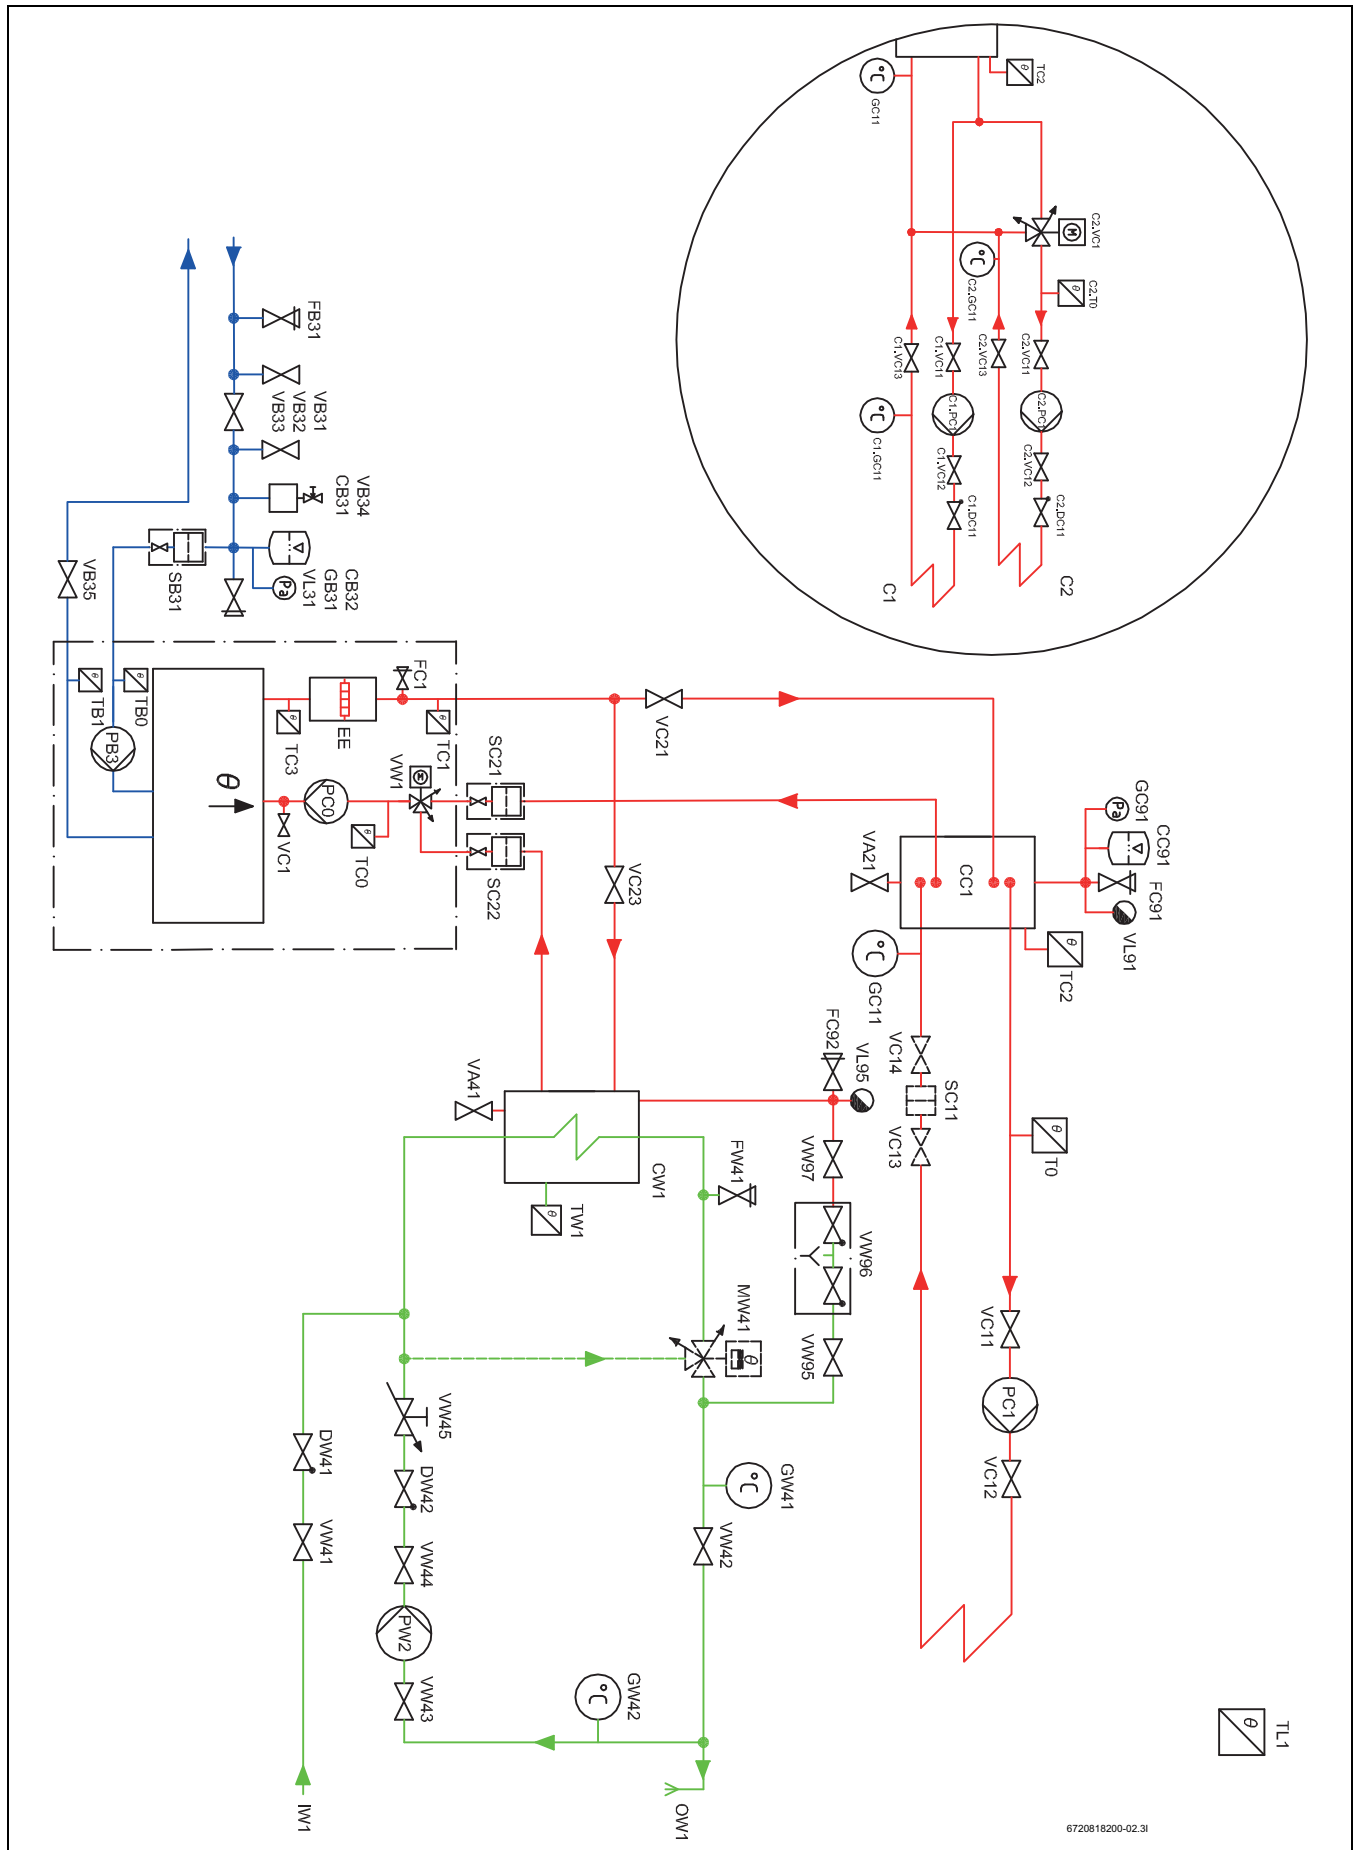 TC2
°C
GC11
C2.VC1
M
C2.T0
θ
°C
C2.GC11
C1.VC13
C1.VC11
C2.VC13
C2.VC11
C1.PC1
C2.PC1
°C
C1.GC11
C1.VC12
C2.VC12
C1.DC11
C2.DC11
C1
C2
FB31
VB31
VB32
VB33
VB34
CB31
CB32
GB31
VL31
Pa
SB31
VB35
TB1
TB0
PB3
θ
TC3
EE
FC1
TC1
VW1
M
PC0
VC1
TC0
SC21
SC22
VC21
VC23
VA21
CC1
GC91
Pa
CC91
FC91
VL91
TC2
θ
°C
GC11
VC14
SC11
VC13
T0
θ
VC11
PC1
VC12
FC92
VL95
VW97
VW96
VW95
VA41
CW1
TW1
θ
FW41
MW41
θ
VW45
DW42
VW44
PW2
VW43
DW41
VW41
°C
GW41
VW42
°C
GW42
IW1
OW1
TL1
θ
6720818200-02.3I